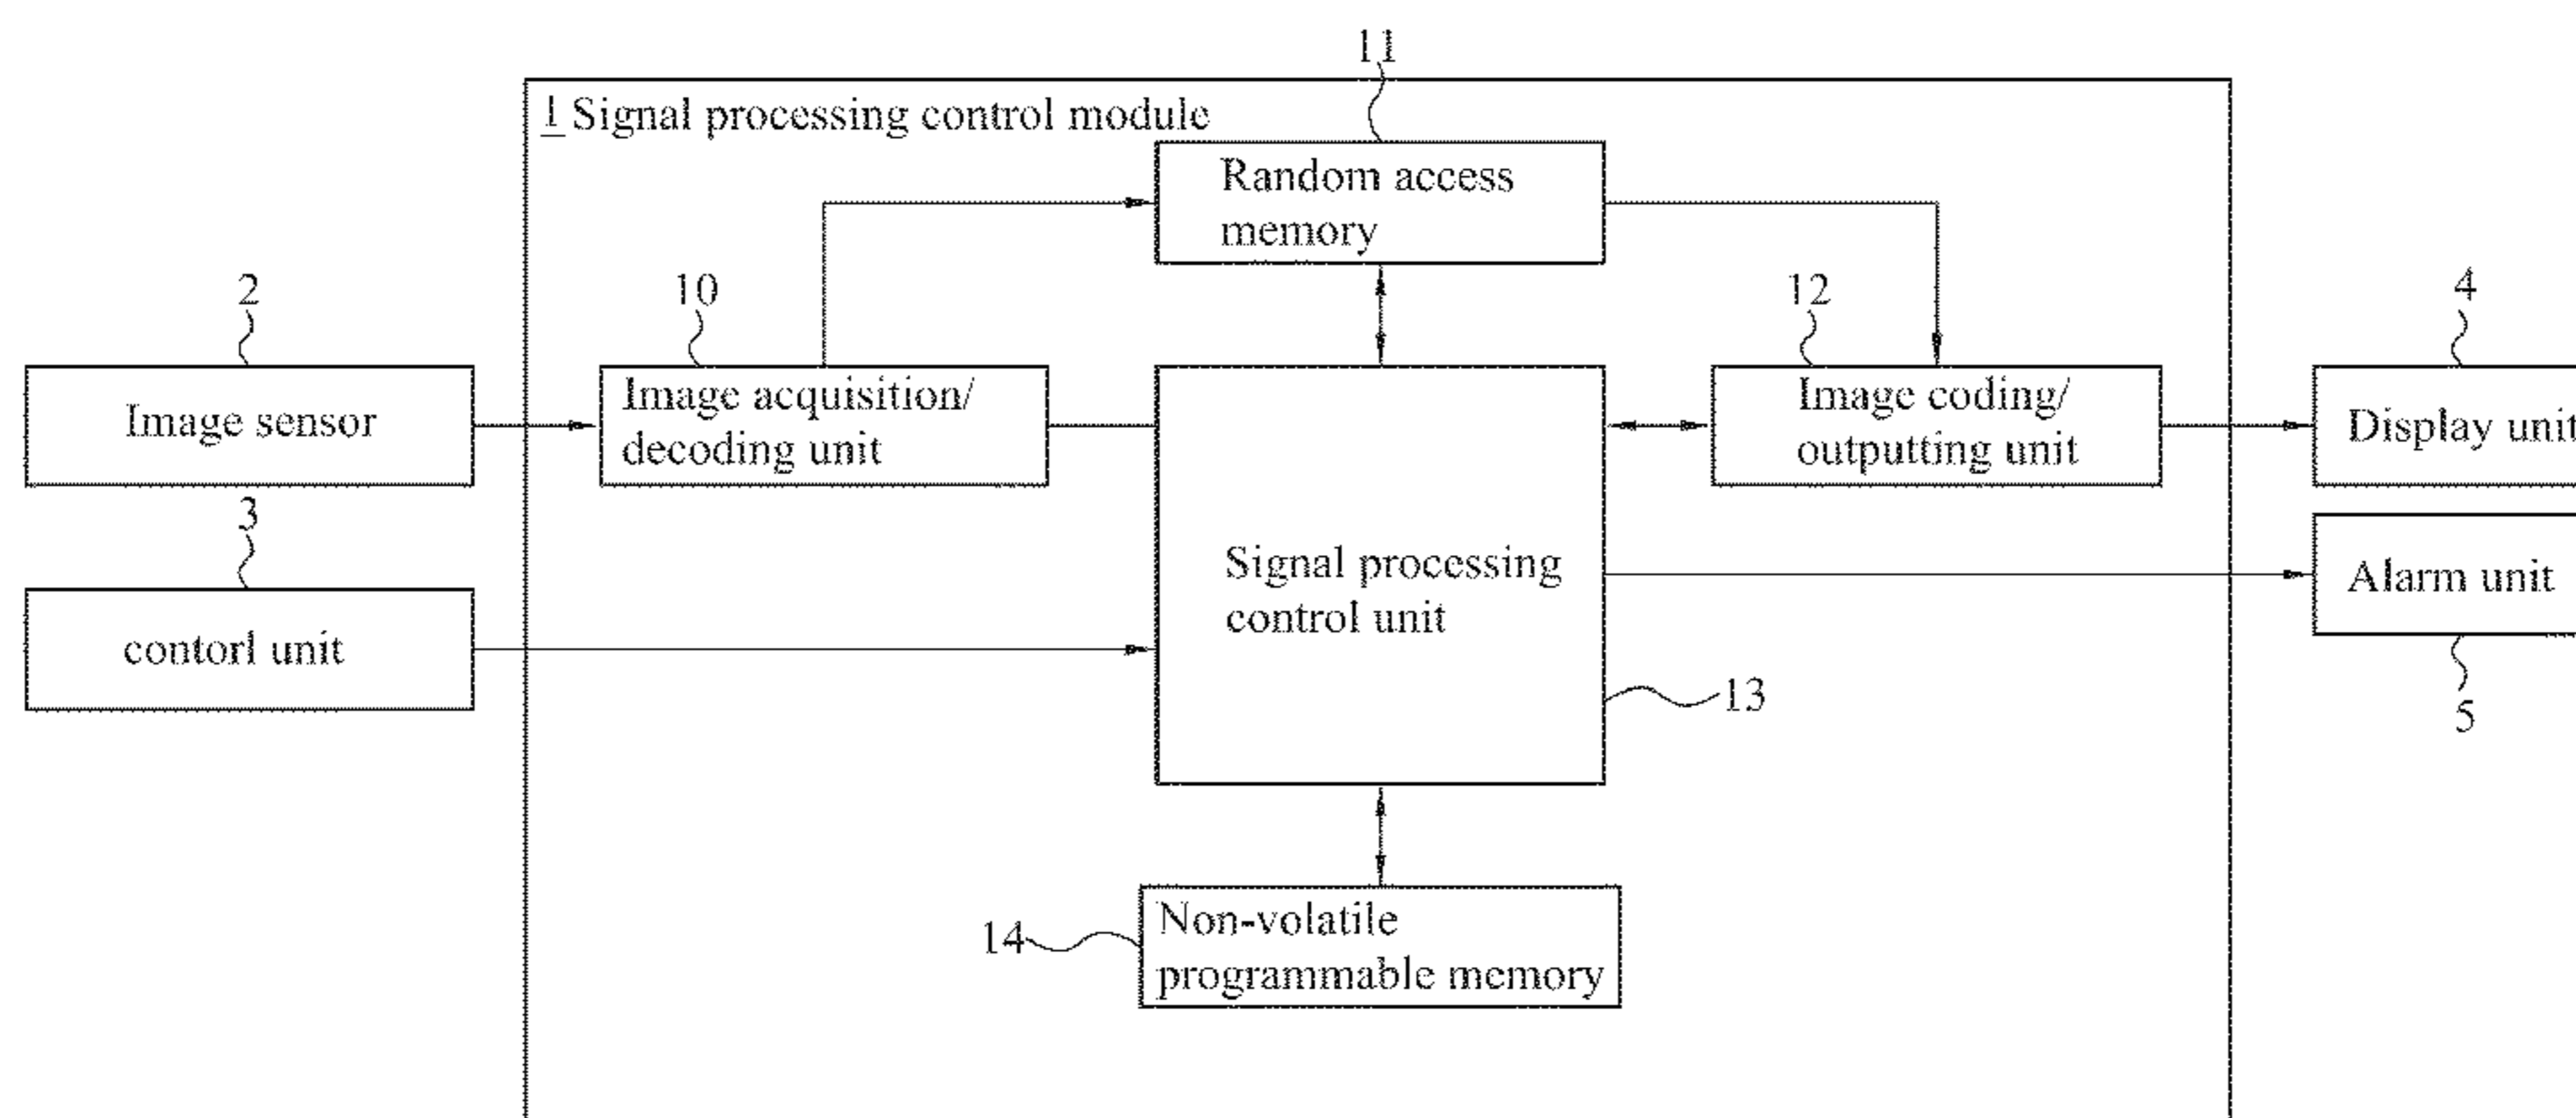 11
1 Signal processing control module
Random access
memory
2
10
12
4
Image sensor
Image acquisition/
decoding unit
Image coding/
outputting unit
Display unit
3
contorl unit
Signal processing
control unit
Alarm unit
13
5
14
Non-volatile
programmable memory